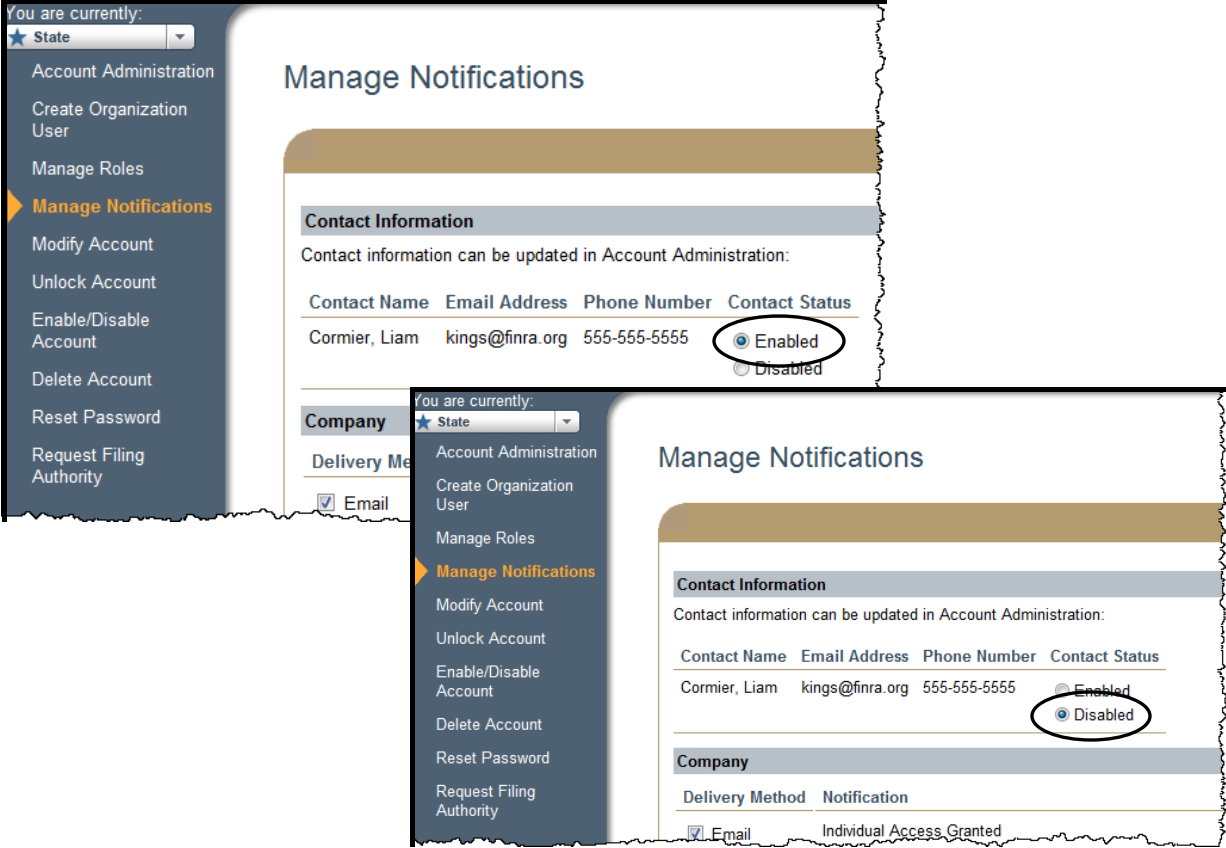 You are currently:
State
Account Administration
Create Organization
User
Manage Roles
Manage Notifications
Modify Account
Unlock Account
Enable/Disable
Account
Delete Account
Reset Password
Request Filing
Authority
Manage Notifications
Contact Information
Contact information can be updated in Account Administration:
Contact Name Email Address Phone Number Contact Status
Cormier, Liam kings@finra.org 555-555-5555 Enabled
Disabled
Company
Delivery Me
Email
You are currently:
State
Account Administration
Create Organization
User
Manage Roles
Manage Notifications
Modify Account
Unlock Account
Enable/Disable
Account
Delete Account
Reset Password
Request Filing
Authority
Manage Notifications
Contact Information
Contact information can be updated in Account Administration:
Contact Name Email Address Phone Number Contact Status
Cormier, Liam kings@finra.org 555-555-5555 Enabled
Disabled
Company
Delivery Method Notification
Email Individual Access Granted